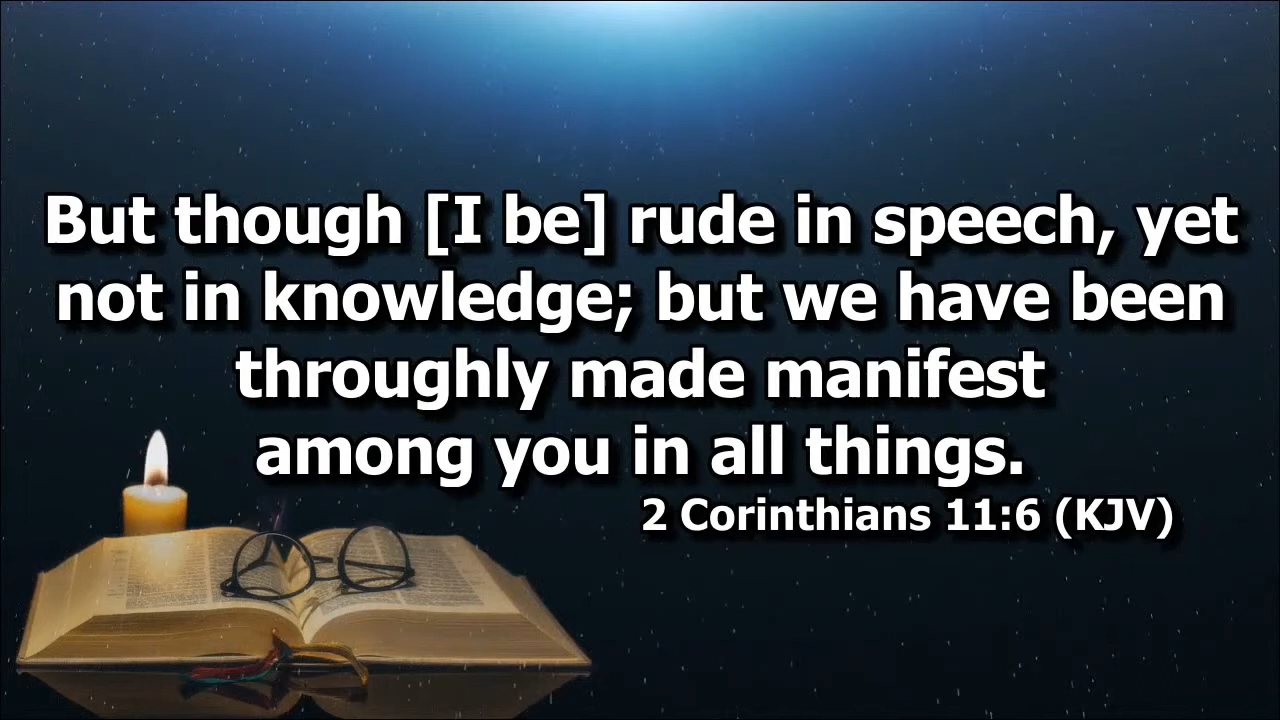 But though [I be] rude in speech, yet
not in knowledge; but we have been
throughly made manifest
among you in all things.
2 Corinthians 11:6 (KJV)